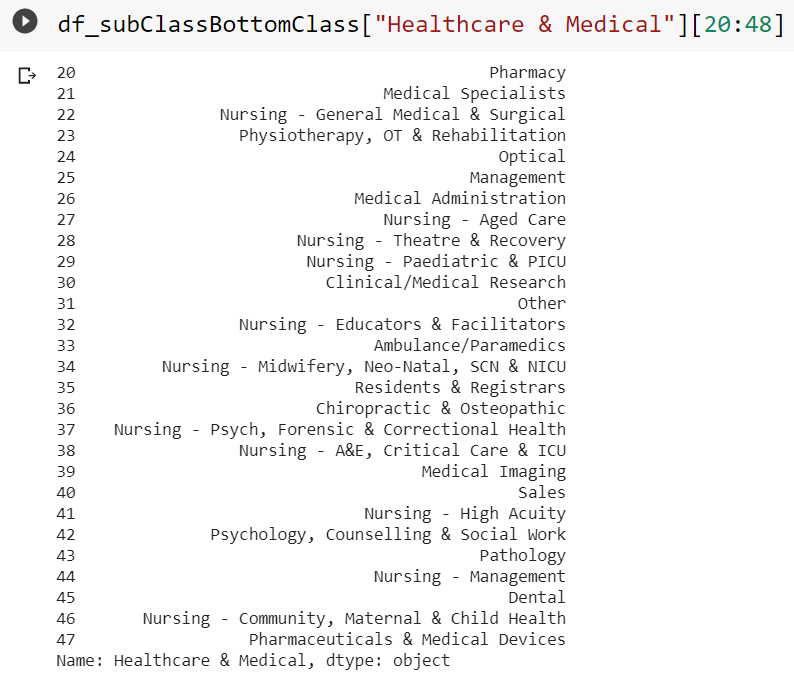 df_subClassBottomClass["Healthcare & Medical"][20:48]
20 Pharmacy
21 Medical Specialists
22 Nursing - General Medical & Surgical
23 Physiotherapy, OT & Rehabilitation
24 Optical
25 Management
26 Medical Administration
27 Nursing - Aged Care
28 Nursing - Theatre & Recovery
29 Nursing - Paediatric & PICU
30 Clinical/Medical Research
31 Other
32 Nursing - Educators & Facilitators
33 Ambulance/Paramedics
34 Nursing - Midwifery, Neo-Natal, SCN & NICU
35 Residents & Registrars
36 Chiropractic & Osteopathic
37 Nursing - Psych, Forensic & Correctional Health
38 Nursing - A&E, Critical Care & ICU
39 Medical Imaging
40 Sales
41 Nursing - High Acuity
42 Psychology, Counselling & Social Work
43 Pathology
44 Nursing - Management
45 Dental
46 Nursing - Community, Maternal & Child Health
47 Pharmaceuticals & Medical Devices
Name: Healthcare & Medical, dtype: object